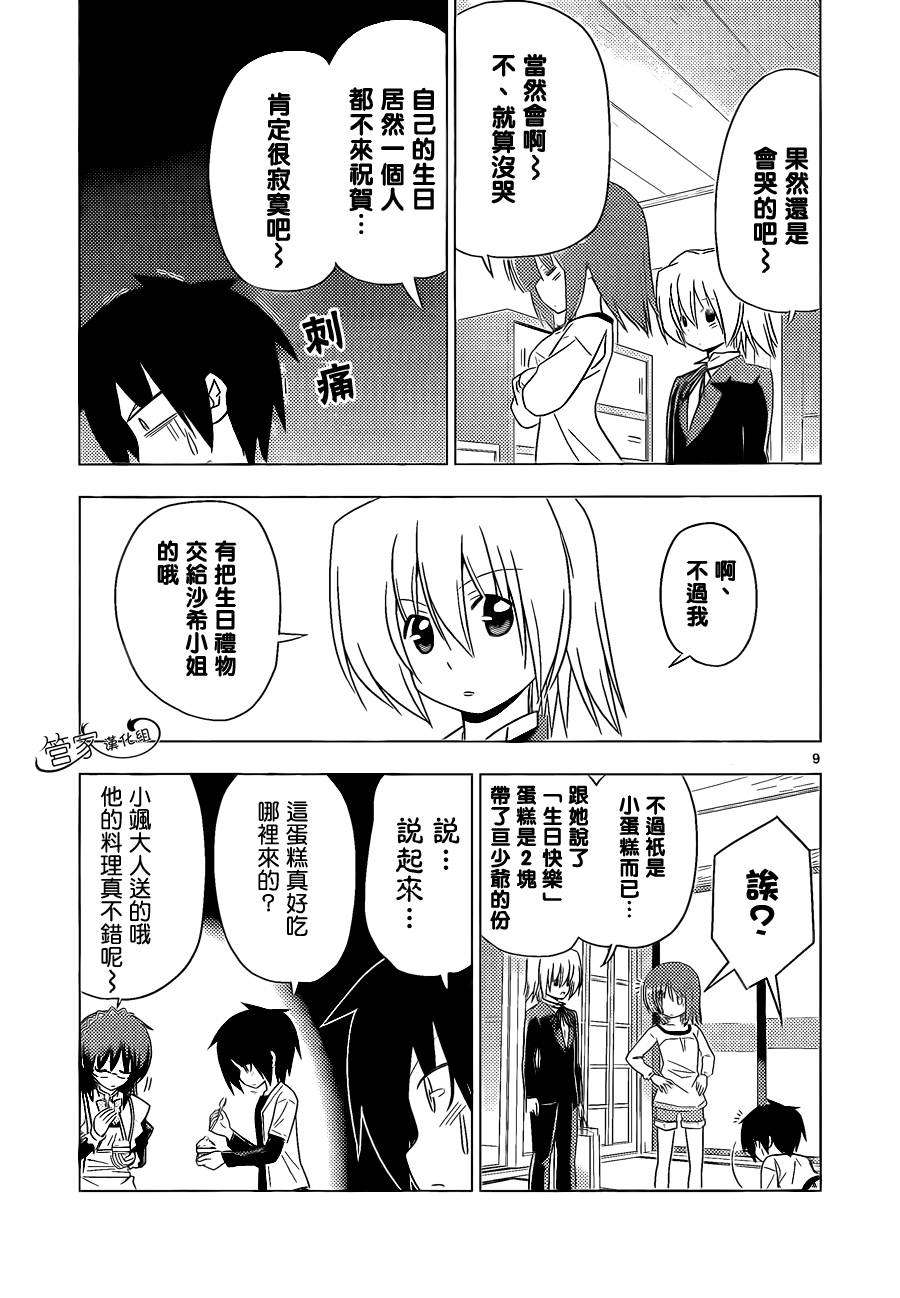 果然還是
會哭的吧～
當然會啊～
不、就算沒哭
自己的生日
居然一個人
都不來祝賀…
肯定很寂寞吧～
刺痛
啊、
不過我
有把生日禮物
交給沙希小姐
的哦
管家漢化組
9
誒?
不過祇是
小蛋糕而已…
跟她說了
「生日快樂」
蛋糕是2塊
帶了亘少爺的份
說…
說起來…
這蛋糕真好吃
哪裡來的？
小颯大人送的哦
他的料理真不錯呢～